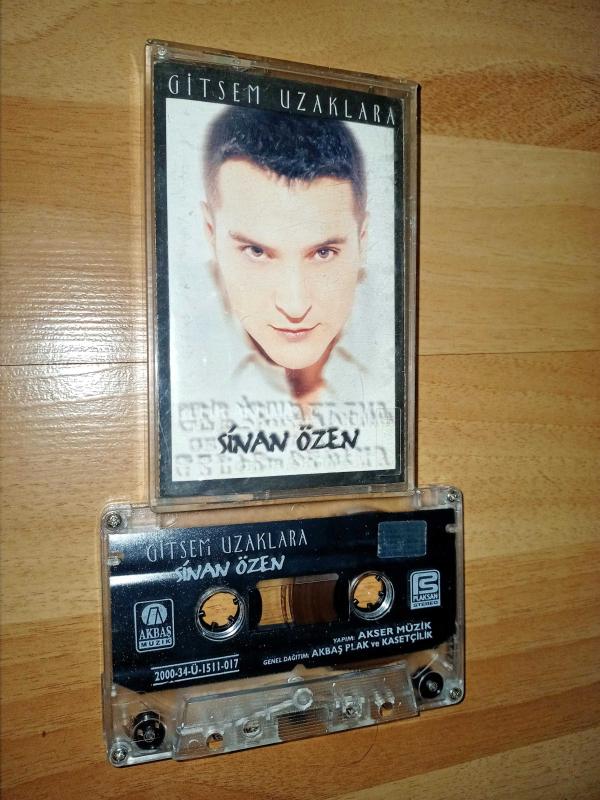 GİTSEM UZAKLARA
SİNAN ÖZEN
GİTSEM UZAKLARA
SİNAN ÖZEN
AKBAŞ
MÜZİK
PLAKSAN
STEREO
YAPIM: AKSER MÜZİK
GENEL DAĞITIM: AKBAŞ PLAK ve KASETÇİLİK
2000-34-Ü-1511-017